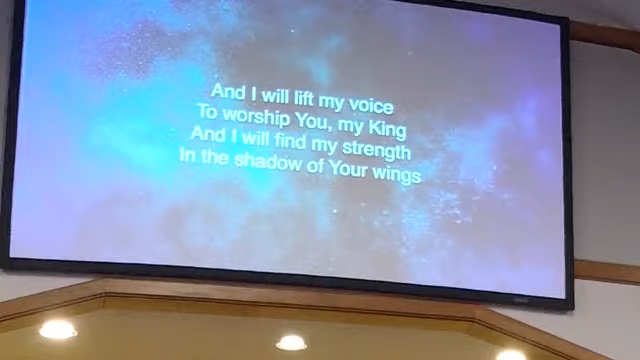 And I will lift my voice
To worship You, my King
And I will find my strength
In the shadow of Your wings